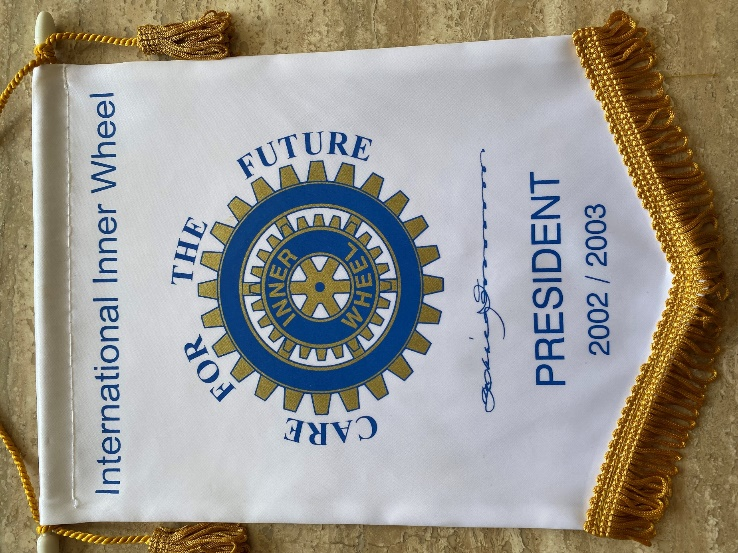 International Inner Wheel
CARE FOR THE FUTURE
INNER
WHEEL
PRESIDENT
2002 / 2003